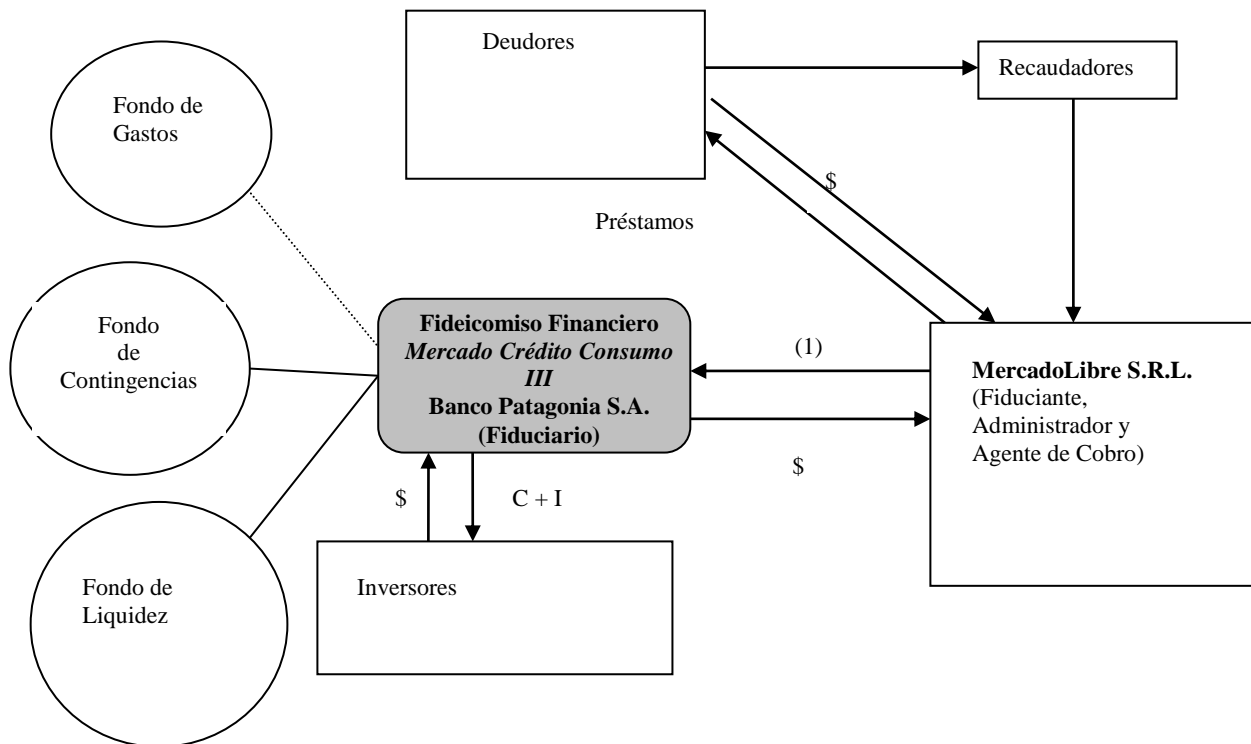 Deudores
Recaudadores
Fondo de
Gastos
$
Préstamos
Fondo
de
Contingencias
Fideicomiso Financiero
Mercado Crédito Consumo
III
Banco Patagonia S.A.
(Fiduciario)
(1)
MercadoLibre S.R.L.
(Fiduciante,
Administrador y
Agente de Cobro)
$
$
C + I
Fondo de
Liquidez
Inversores